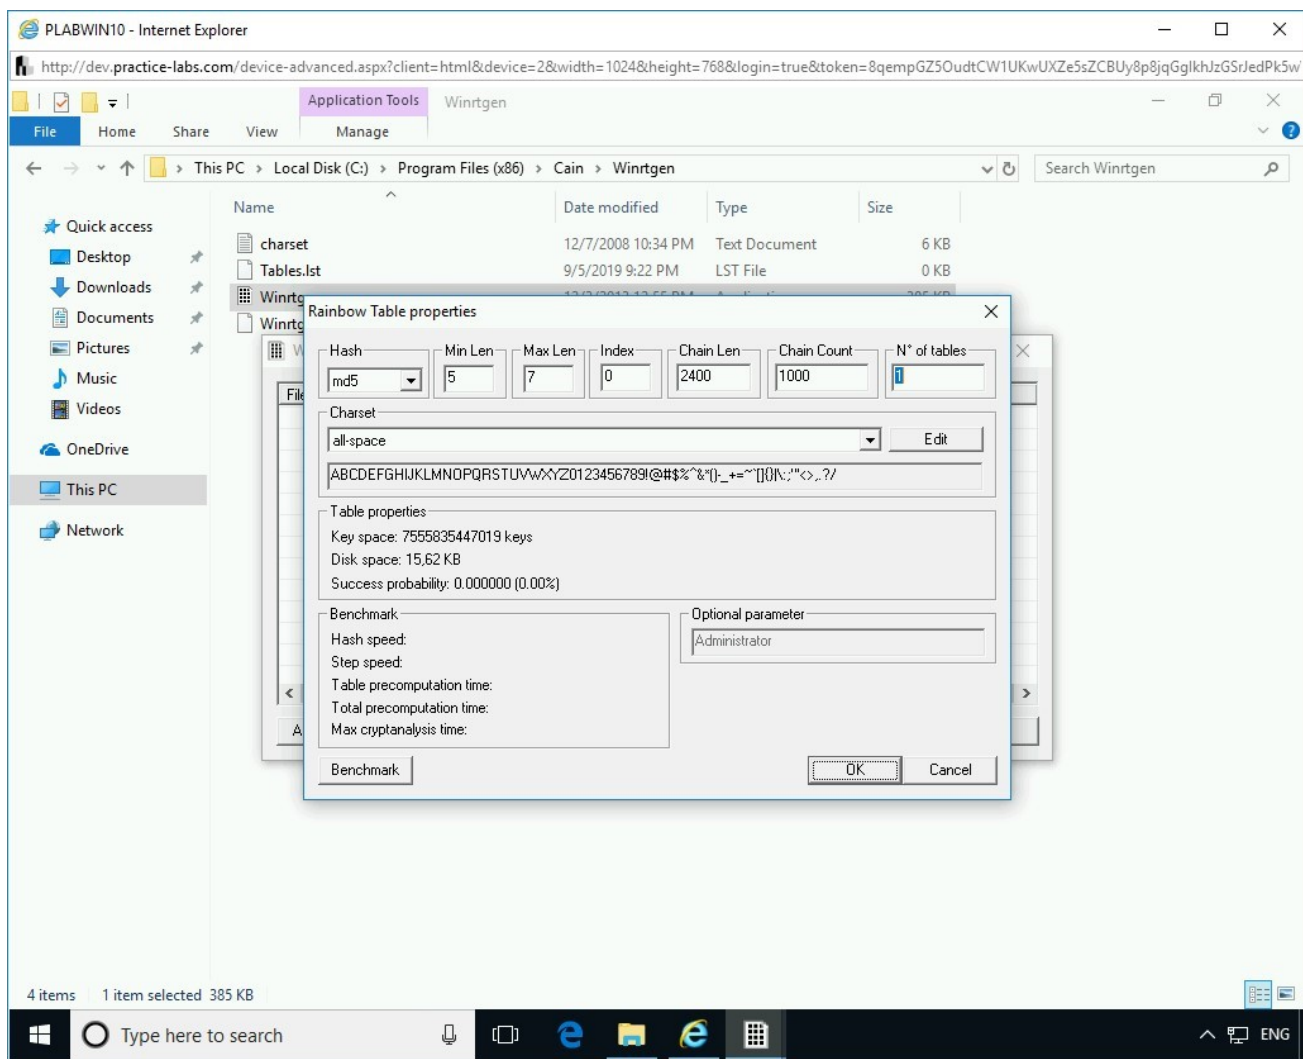 PLABWIN10 - Internet Explorer
http://dev.practice-labs.com/device-advanced.aspx?client=html&device=2&width=1024&height=768&login=true&token=8qempGZ5OudtCW1UKwUXZe5sZCBUy8p8jqGgIkhJzGSrJedPk5w
Application Tools Winrtgen
File Home Share View Manage
This PC > Local Disk (C:) > Program Files (x86) > Cain > Winrtgen
Search Winrtgen
Name Date modified Type Size
Quick access
Desktop
Downloads
Documents
Pictures
Music
Videos
OneDrive
This PC
Network
charset 12/7/2008 10:34 PM Text Document 6 KB
Tables.lst 9/5/2019 9:22 PM LST File 0 KB
Winrtg
Winrtg
Rainbow Table properties
Hash Min Len Max Len Index Chain Len Chain Count N° of tables
md5 5 7 0 2400 1000 1
Charset
all-space Edit
ABCDEFGHIJKLMNOPQRSTUVWXYZ0123456789!@#$%^&*()-_+=~`[]{}|\:;'"<>,.?/
Table properties
Key space: 7555835447019 keys
Disk space: 15,62 KB
Success probability: 0.000000 (0.00%)
Benchmark
Hash speed:
Step speed:
Table precomputation time:
Total precomputation time:
Max cryptanalysis time:
Optional parameter
Administrator
Benchmark OK Cancel
4 items 1 item selected 385 KB
Type here to search
ENG